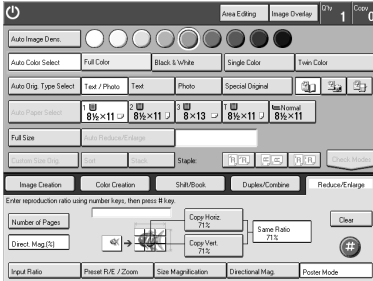 Area Editing Image Overlay Q'ty 1 Copy 0
Auto Image Dens.
Auto Color Select Full Color Black & White Single Color Twin Color
Auto Orig. Type Select Text / Photo Text Photo Special Original
Auto Paper Select 1 8½×11 2 8½×11 3 8×13 T 8½×11 Normal 8½×11
Full Size Auto Reduce/Enlarge
Custom Size Orig. Sort Stack Staple: Check Modes
Image Creation Color Creation Shift/Book Duplex/Combine Reduce/Enlarge
Enter reproduction ratio using number keys, then press # key.
Number of Pages Copy Horiz. 71% Same Ratio 71% Clear
Direct. Mag.(%) Copy Vert. 71% #
Input Ratio Preset R/E / Zoom Size Magnification Directional Mag. Poster Mode